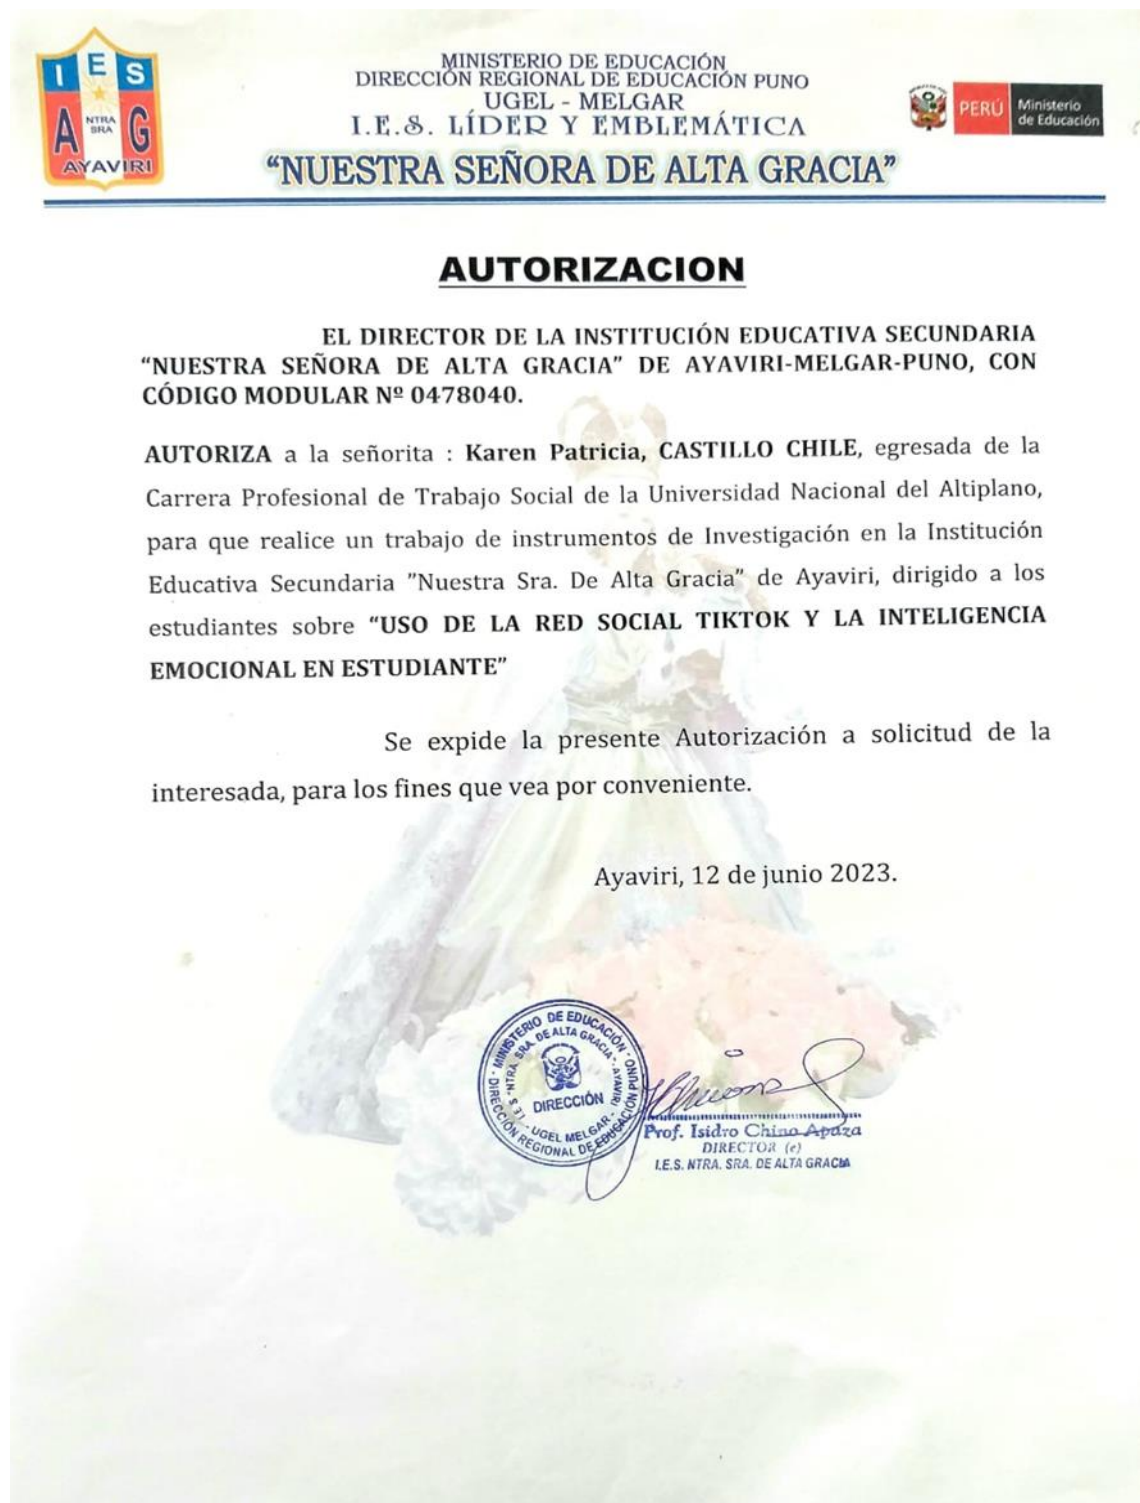 I E S
A NTRA SRA G
AYAVIRI
MINISTERIO DE EDUCACIÓN
DIRECCIÓN REGIONAL DE EDUCACIÓN PUNO
UGEL - MELGAR
I.E.S. LÍDER Y EMBLEMÁTICA
“NUESTRA SEÑORA DE ALTA GRACIA”
PERÚ
Ministerio
de Educación
AUTORIZACION
EL DIRECTOR DE LA INSTITUCIÓN EDUCATIVA SECUNDARIA
“NUESTRA SEÑORA DE ALTA GRACIA” DE AYAVIRI-MELGAR-PUNO, CON
CÓDIGO MODULAR Nº 0478040.
AUTORIZA a la señorita : Karen Patricia, CASTILLO CHILE, egresada de la
Carrera Profesional de Trabajo Social de la Universidad Nacional del Altiplano,
para que realice un trabajo de instrumentos de Investigación en la Institución
Educativa Secundaria ”Nuestra Sra. De Alta Gracia” de Ayaviri, dirigido a los
estudiantes sobre “USO DE LA RED SOCIAL TIKTOK Y LA INTELIGENCIA
EMOCIONAL EN ESTUDIANTE”
Se expide la presente Autorización a solicitud de la
interesada, para los fines que vea por conveniente.
Ayaviri, 12 de junio 2023.
MINISTERIO DE EDUCACIÓN
DIRECCIÓN REGIONAL DE EDUCACIÓN PUNO
I.E.S. NTRA. SRA. DE ALTA GRACIA - AYAVIRI
UGEL MELGAR
DIRECCIÓN
Prof. Isidro Chino Apaza
DIRECTOR (e)
I.E.S. NTRA. SRA. DE ALTA GRACIA